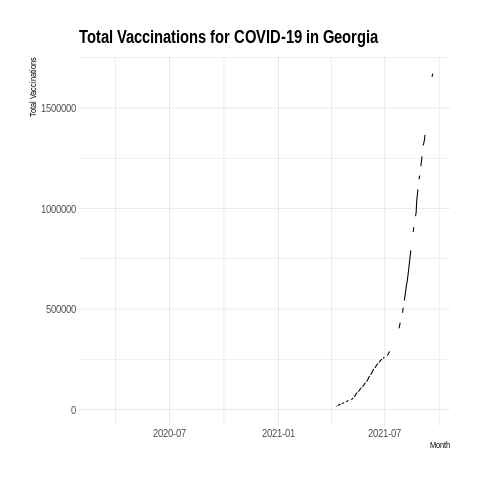 Total Vaccinations for COVID-19 in Georgia
Total Vaccinations
1500000
1000000
500000
0
2020-07 2021-01 2021-07
Month